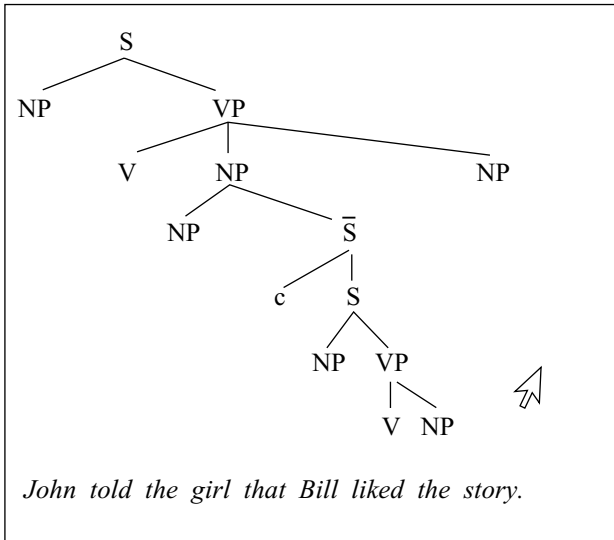 S
NP VP
V NP NP
NP S̅
c S
NP VP
V NP
John told the girl that Bill liked the story.